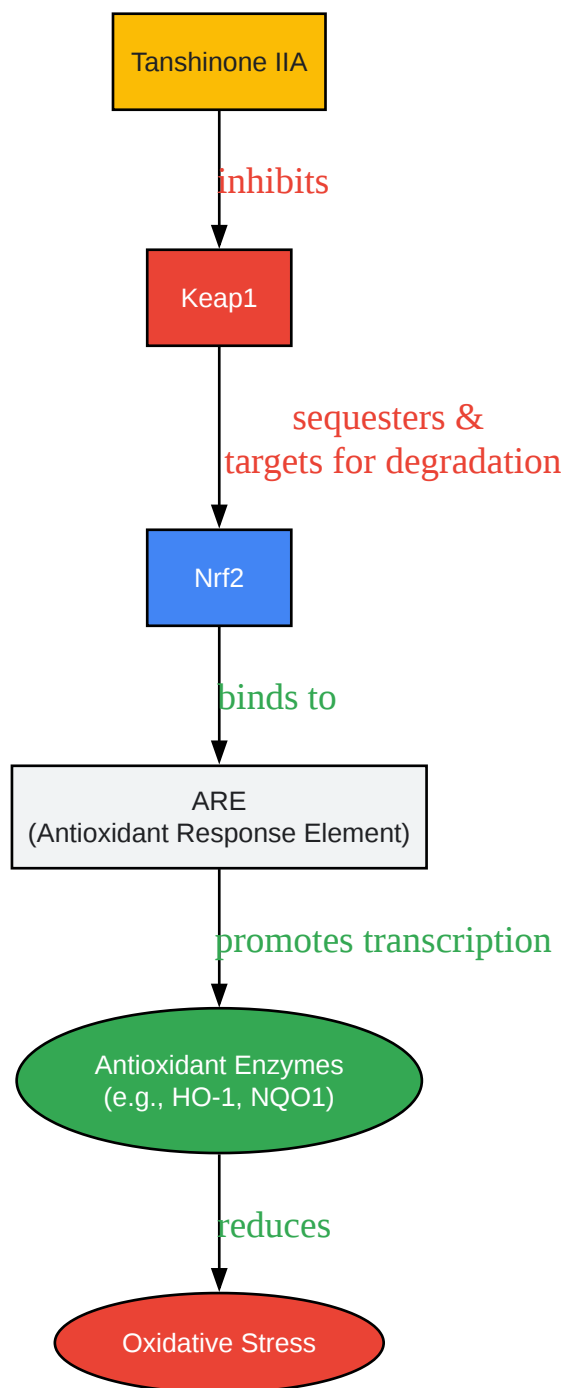 Tanshinone IIA
inhibits
Keap1
sequesters &
targets for degradation
Nrf2
binds to
ARE
(Antioxidant Response Element)
promotes transcription
Antioxidant Enzymes
(e.g., HO-1, NQO1)
reduces
Oxidative Stress